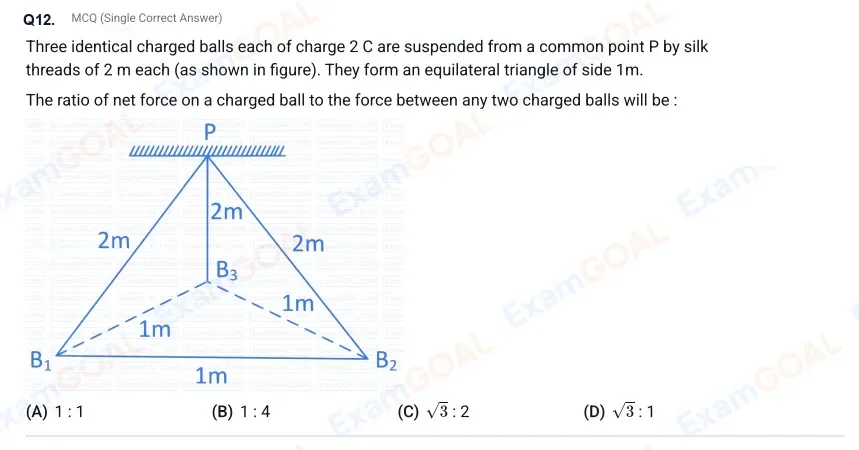 Q12. MCQ (Single Correct Answer)
Three identical charged balls each of charge 2 C are suspended from a common point P by silk
threads of 2 m each (as shown in figure). They form an equilateral triangle of side 1m.
The ratio of net force on a charged ball to the force between any two charged balls will be :
P
2m
2m
2m
B₃
1m
1m
B₁
B₂
1m
(A) 1 : 1 (B) 1 : 4 (C) √3 : 2 (D) √3 : 1
ExamGOAL